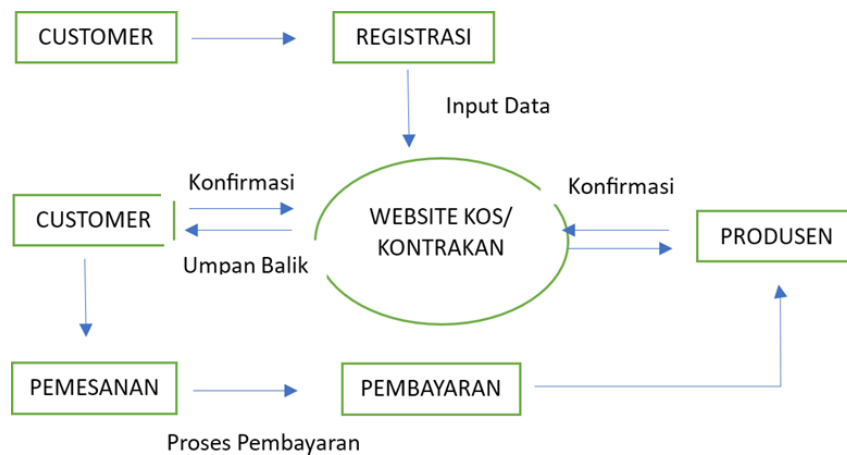 CUSTOMER
REGISTRASI
Input Data
Konfirmasi
Konfirmasi
CUSTOMER
WEBSITE KOS/
KONTRAKAN
PRODUSEN
Umpan Balik
PEMESANAN
PEMBAYARAN
Proses Pembayaran